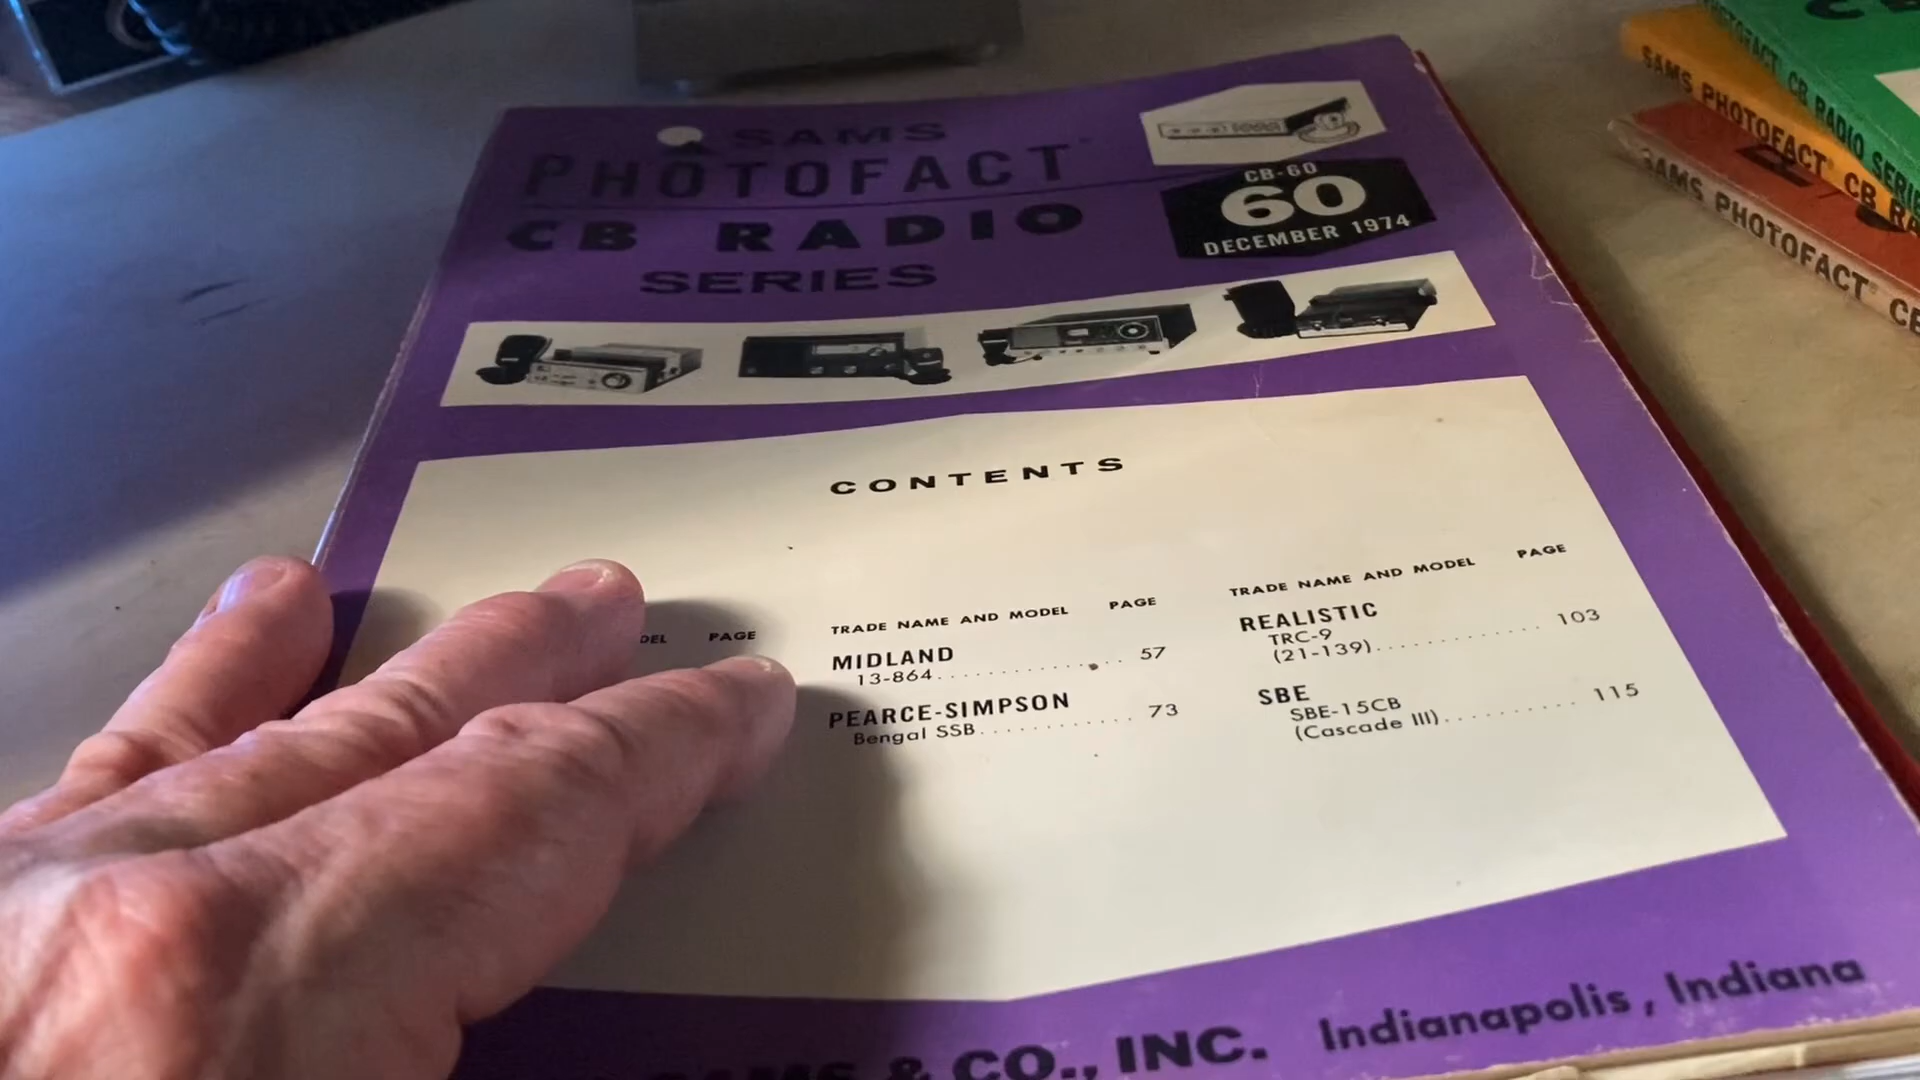 SAMS
PHOTOFACT
CB RADIO
SERIES
CB-60
60
DECEMBER 1974
CONTENTS
PAGE
TRADE NAME AND MODEL PAGE
MIDLAND
13-864 . . . . . . . . . . . . . 57
PEARCE-SIMPSON
Bengal SSB . . . . . . . . . . . 73
TRADE NAME AND MODEL PAGE
REALISTIC
TRC-9
(21-139) . . . . . . . . . . . 103
SBE
SBE-15CB
(Cascade III) . . . . . . . . . . 115
SAMS & CO., INC. Indianapolis, Indiana
PHOTOFACT CB RADIO
SAMS PHOTOFACT® CB
SAMS PHOTOFACT®